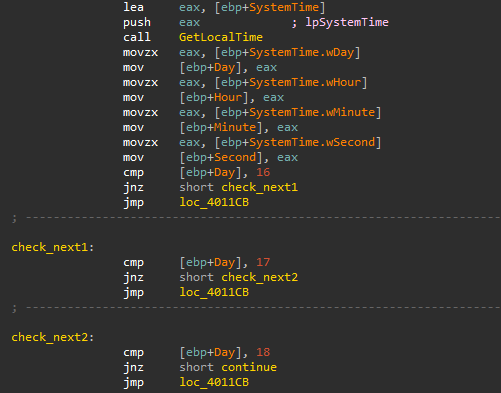 lea eax, [ebp+SystemTime]
push eax ; lpSystemTime
call GetLocalTime
movzx eax, [ebp+SystemTime.wDay]
mov [ebp+Day], eax
movzx eax, [ebp+SystemTime.wHour]
mov [ebp+Hour], eax
movzx eax, [ebp+SystemTime.wMinute]
mov [ebp+Minute], eax
movzx eax, [ebp+SystemTime.wSecond]
mov [ebp+Second], eax
cmp [ebp+Day], 16
jnz short check_next1
jmp loc_4011CB
; ---------------------------------------------------------------------------
check_next1:
cmp [ebp+Day], 17
jnz short check_next2
jmp loc_4011CB
; ---------------------------------------------------------------------------
check_next2:
cmp [ebp+Day], 18
jnz short continue
jmp loc_4011CB